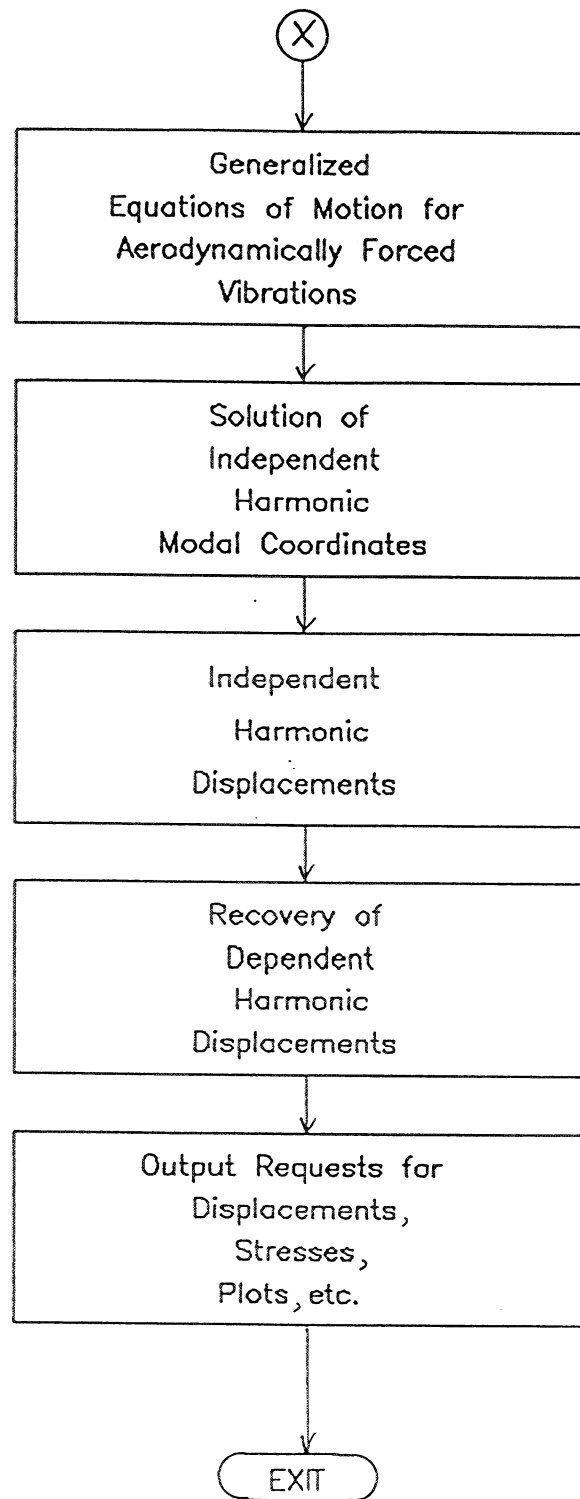 X
Generalized
Equations of Motion for
Aerodynamically Forced
Vibrations
Solution of
Independent
Harmonic
Modal Coordinates
Independent
Harmonic
Displacements
Recovery of
Dependent
Harmonic
Displacements
Output Requests for
Displacements,
Stresses,
Plots, etc.
EXIT